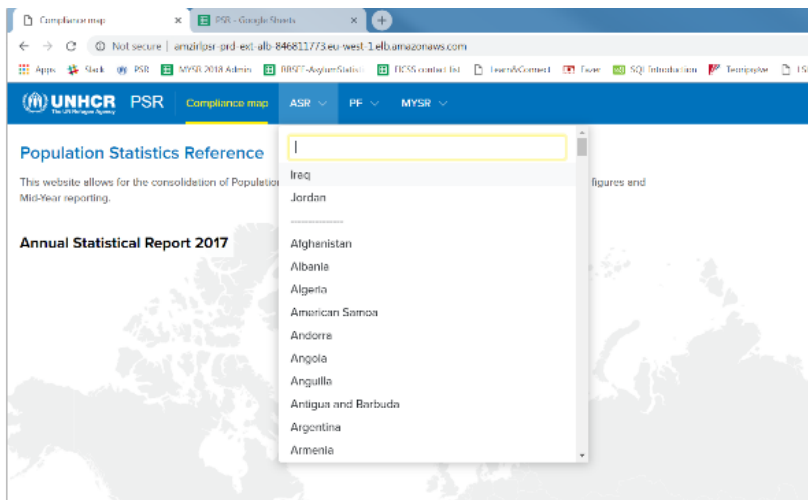 Compliance map
PSR - Google Sheets
Not secure | amzirlpsr-prd-ext-alb-846811773.eu-west-1.elb.amazonaws.com
Apps Slack PSR MYSR 2018 Admin Learn&Connect Fazer SQL Introduction
UNHCR
The UN Refugee Agency
PSR Compliance map ASR PF MYSR
Population Statistics Reference
This website allows for the consolidation of Population figures and
Mid-Year reporting.
Annual Statistical Report 2017
Iraq
Jordan
------------
Afghanistan
Albania
Algeria
American Samoa
Andorra
Angola
Anguilla
Antigua and Barbuda
Argentina
Armenia